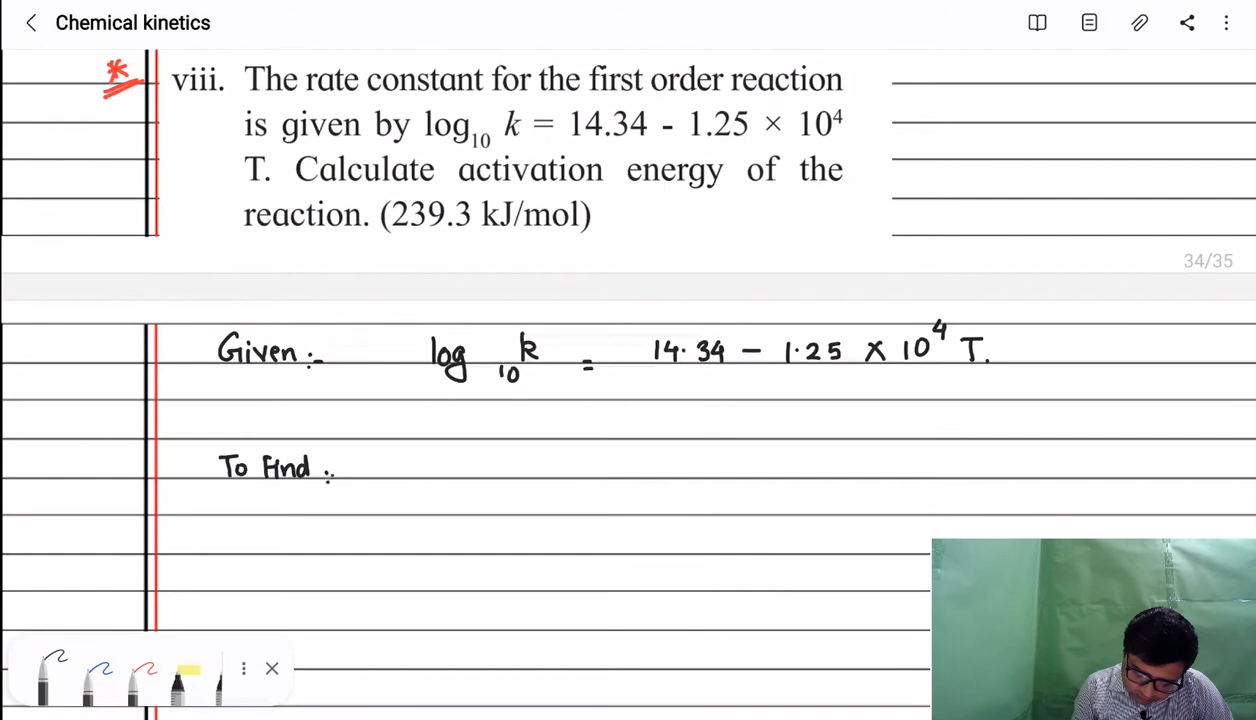 Chemical kinetics
* viii. The rate constant for the first order reaction
is given by log₁₀ k = 14.34 - 1.25 × 10⁴
T. Calculate activation energy of the
reaction. (239.3 kJ/mol)
34/35
Given :- log₁₀ k = 14.34 – 1.25 × 10⁴ T.
To Find :